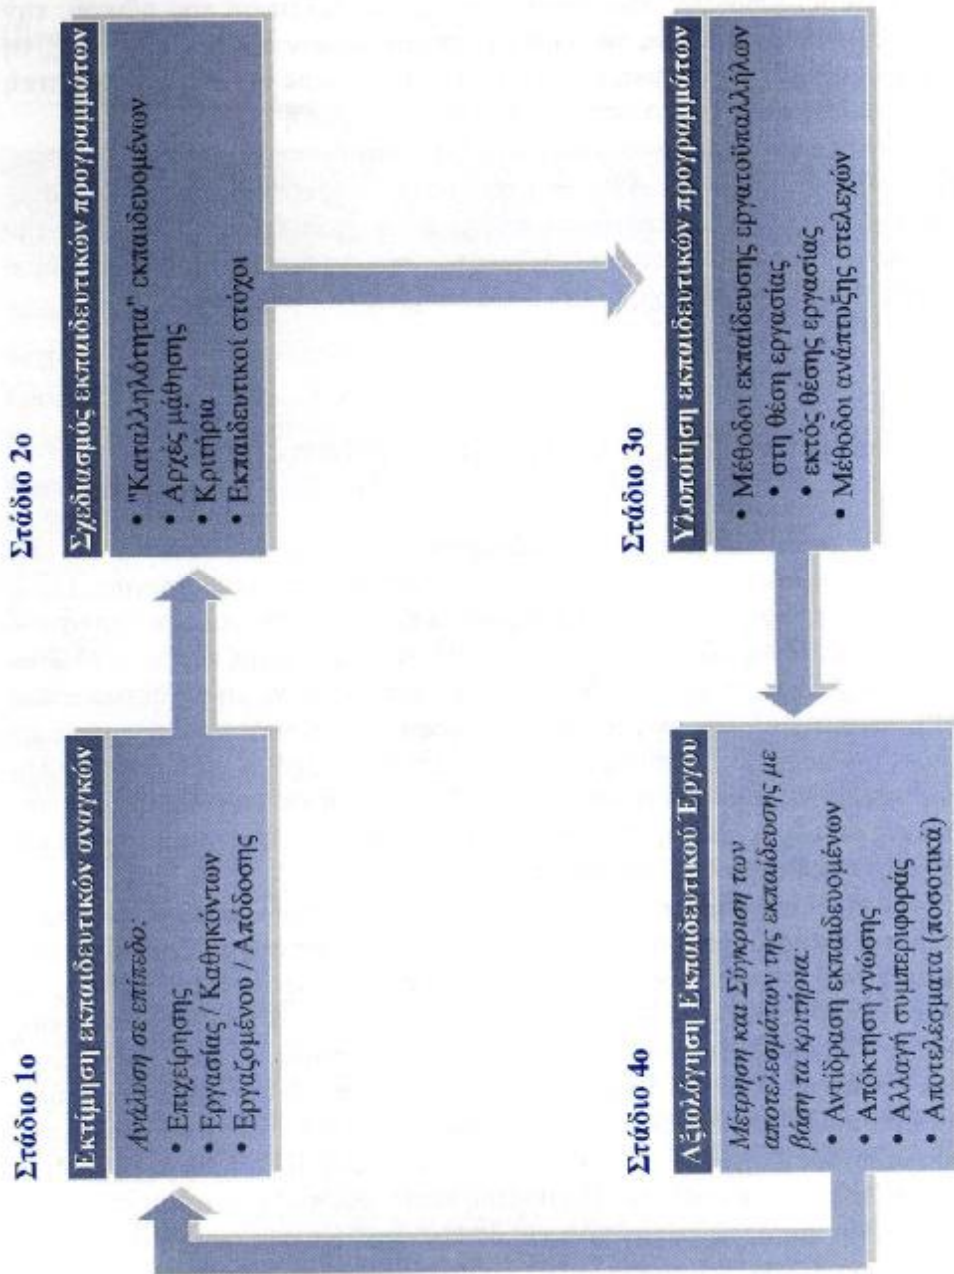 Στάδιο 1ο
Εκτίμηση εκπαιδευτικών αναγκών
Ανάλυση σε επίπεδο:
• Επιχείρησης
• Εργασίας / Καθηκόντων
• Εργαζομένου / Απόδοσης
Στάδιο 2ο
Σχεδιασμός εκπαιδευτικών προγραμμάτων
• "Καταλληλότητα" εκπαιδευομένων
• Αρχές μάθησης
• Κριτήρια
• Εκπαιδευτικοί στόχοι
Στάδιο 3ο
Υλοποίηση εκπαιδευτικών προγραμμάτων
• Μέθοδοι εκπαίδευσης εργατοϋπαλλήλων
• στη θέση εργασίας
• εκτός θέσης εργασίας
• Μέθοδοι ανάπτυξης στελεχών
Στάδιο 4ο
Αξιολόγηση Εκπαιδευτικού Έργου
Μέτρηση και Σύγκριση των
αποτελεσμάτων της εκπαίδευσης με
βάση τα κριτήρια:
• Αντίδραση εκπαιδευομένων
• Απόκτηση γνώσης
• Αλλαγή συμπεριφοράς
• Αποτελέσματα (ποσοτικά)